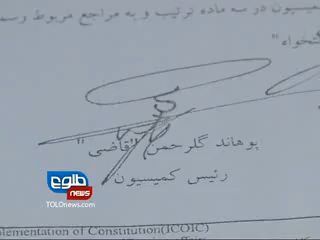 کمیسیون در سه ماده ترتیب و به مراجع مربوط رسم
پوهاند گلرحمن "قاضی"
رئیس کمیسیون
طلوع
NEWS
TOLOnews.com
plementation of Constitution(ICOIC)